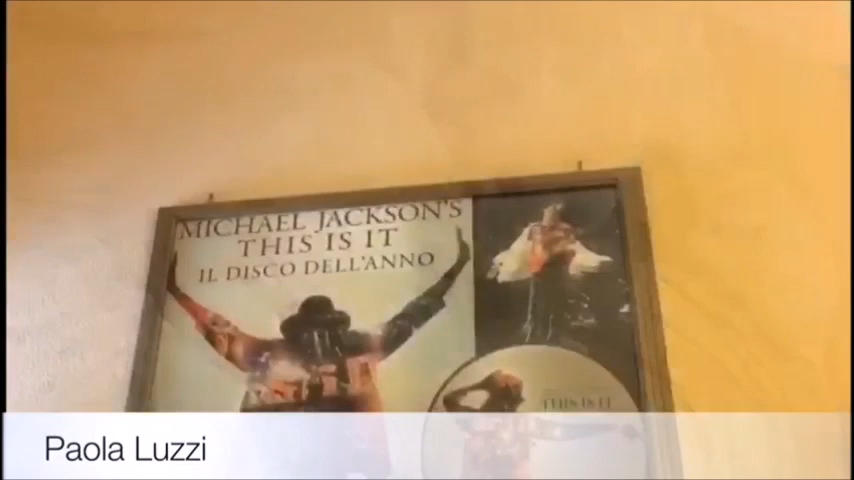 MICHAEL JACKSON'S
THIS IS IT
IL DISCO DELL'ANNO
THIS IS IT
Paola Luzzi